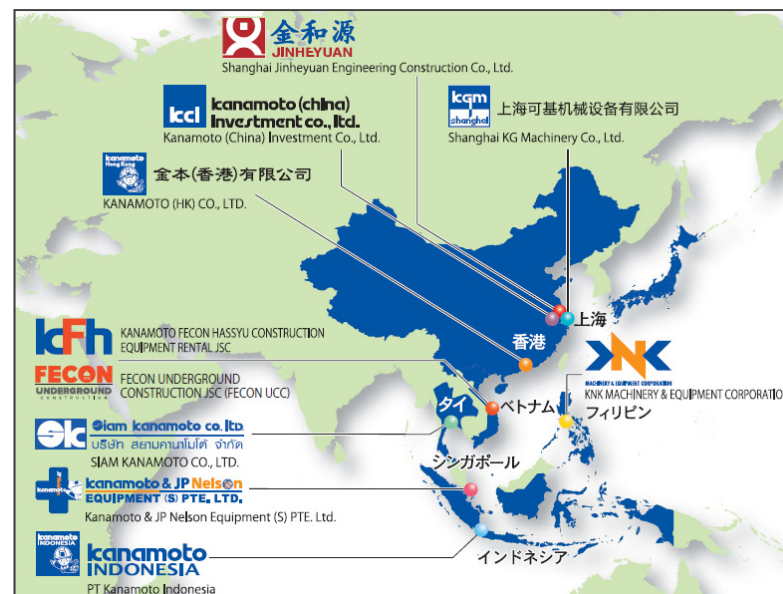 金和源
JINHEYUAN
Shanghai Jinheyuan Engineering Construction Co., Ltd.
kcl
kanamoto (china)
Investment co., ltd.
Kanamoto (China) Investment Co., Ltd.
kgm
shanghai
上海可基机械设备有限公司
Shanghai KG Machinery Co., Ltd.
kanamoto
Hong Kong
金本(香港)有限公司
KANAMOTO (HK) CO., LTD.
上海
香港
kFh
KANAMOTO FECON HASSYU CONSTRUCTION
EQUIPMENT RENTAL JSC
FECON
UNDERGROUND
CONSTRUCTION
FECON UNDERGROUND
CONSTRUCTION JSC (FECON UCC)
KNK
MACHINERY & EQUIPMENT CORPORATION
KNK MACHINERY & EQUIPMENT CORPORATIO
フィリピン
タイ
ベトナム
sk
Siam kanamoto co. ltd.
บริษัท สยามคานาโมโต้ จำกัด
SIAM KANAMOTO CO., LTD.
シンガポール
kanamoto
kanamoto & JP Nelson
EQUIPMENT (S) PTE. LTD.
Kanamoto & JP Nelson Equipment (S) PTE. Ltd.
kanamoto
INDONESIA
kanamoto
INDONESIA
PT Kanamoto Indonesia
インドネシア